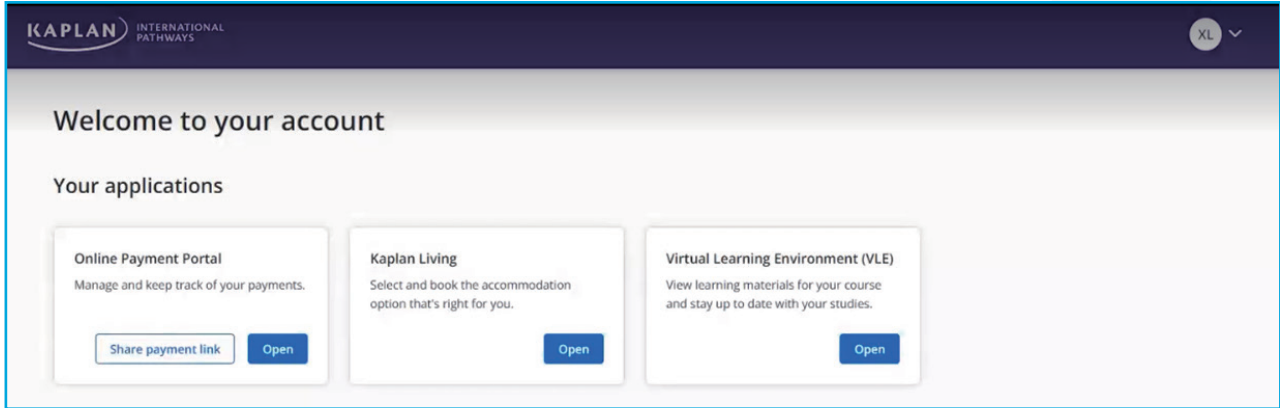 KAPLAN INTERNATIONAL
PATHWAYS
XL
Welcome to your account
Your applications
Online Payment Portal
Manage and keep track of your payments.
Share payment link
Open
Kaplan Living
Select and book the accommodation
option that's right for you.
Open
Virtual Learning Environment (VLE)
View learning materials for your course
and stay up to date with your studies.
Open